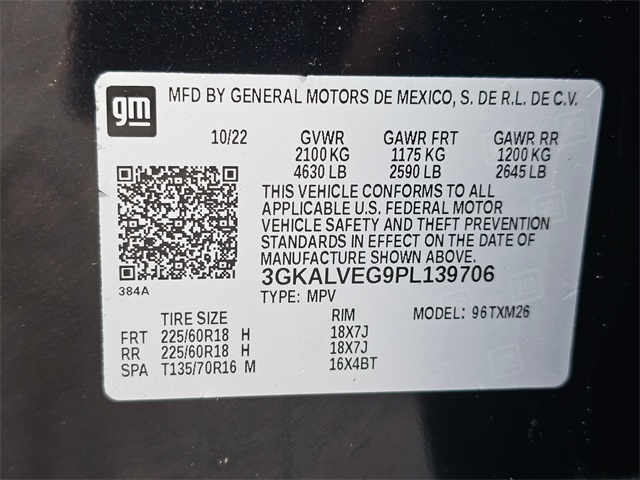 gm
MFD BY GENERAL MOTORS DE MEXICO, S. DE R.L. DE C.V.
10/22 GVWR GAWR FRT GAWR RR
2100 KG 1175 KG 1200 KG
4630 LB 2590 LB 2645 LB
THIS VEHICLE CONFORMS TO ALL
APPLICABLE U.S. FEDERAL MOTOR
VEHICLE SAFETY AND THEFT PREVENTION
STANDARDS IN EFFECT ON THE DATE OF
MANUFACTURE SHOWN ABOVE.
3GKALVEG9PL139706
384A
TYPE: MPV MODEL: 96TXM26
TIRE SIZE RIM
FRT 225/60R18 H 18X7J
RR 225/60R18 H 18X7J
SPA T135/70R16 M 16X4BT